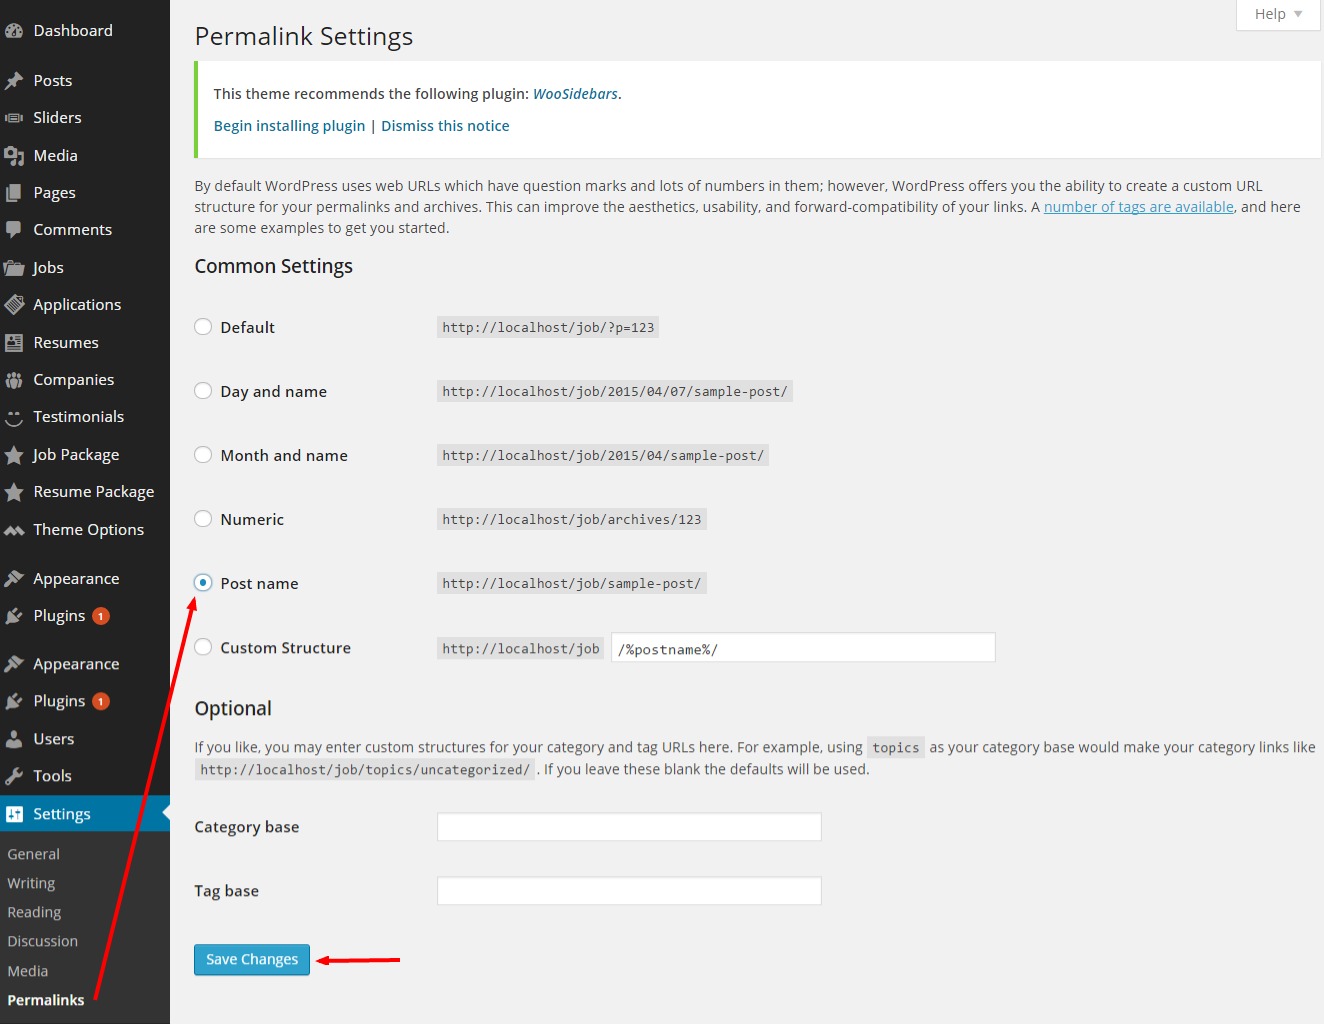 Dashboard
Posts
Sliders
Media
Pages
Comments
Jobs
Applications
Resumes
Companies
Testimonials
Job Package
Resume Package
Theme Options
Appearance
Plugins 1
Appearance
Plugins 1
Users
Tools
Settings
General
Writing
Reading
Discussion
Media
Permalinks
Help
Permalink Settings
This theme recommends the following plugin: WooSidebars.
Begin installing plugin | Dismiss this notice
By default WordPress uses web URLs which have question marks and lots of numbers in them; however, WordPress offers you the ability to create a custom URL
structure for your permalinks and archives. This can improve the aesthetics, usability, and forward-compatibility of your links. A number of tags are available, and here
are some examples to get you started.
Common Settings
Default http://localhost/job/?p=123
Day and name http://localhost/job/2015/04/07/sample-post/
Month and name http://localhost/job/2015/04/sample-post/
Numeric http://localhost/job/archives/123
Post name http://localhost/job/sample-post/
Custom Structure http://localhost/job /%postname%/
Optional
If you like, you may enter custom structures for your category and tag URLs here. For example, using topics as your category base would make your category links like
http://localhost/job/topics/uncategorized/ . If you leave these blank the defaults will be used.
Category base
Tag base
Save Changes